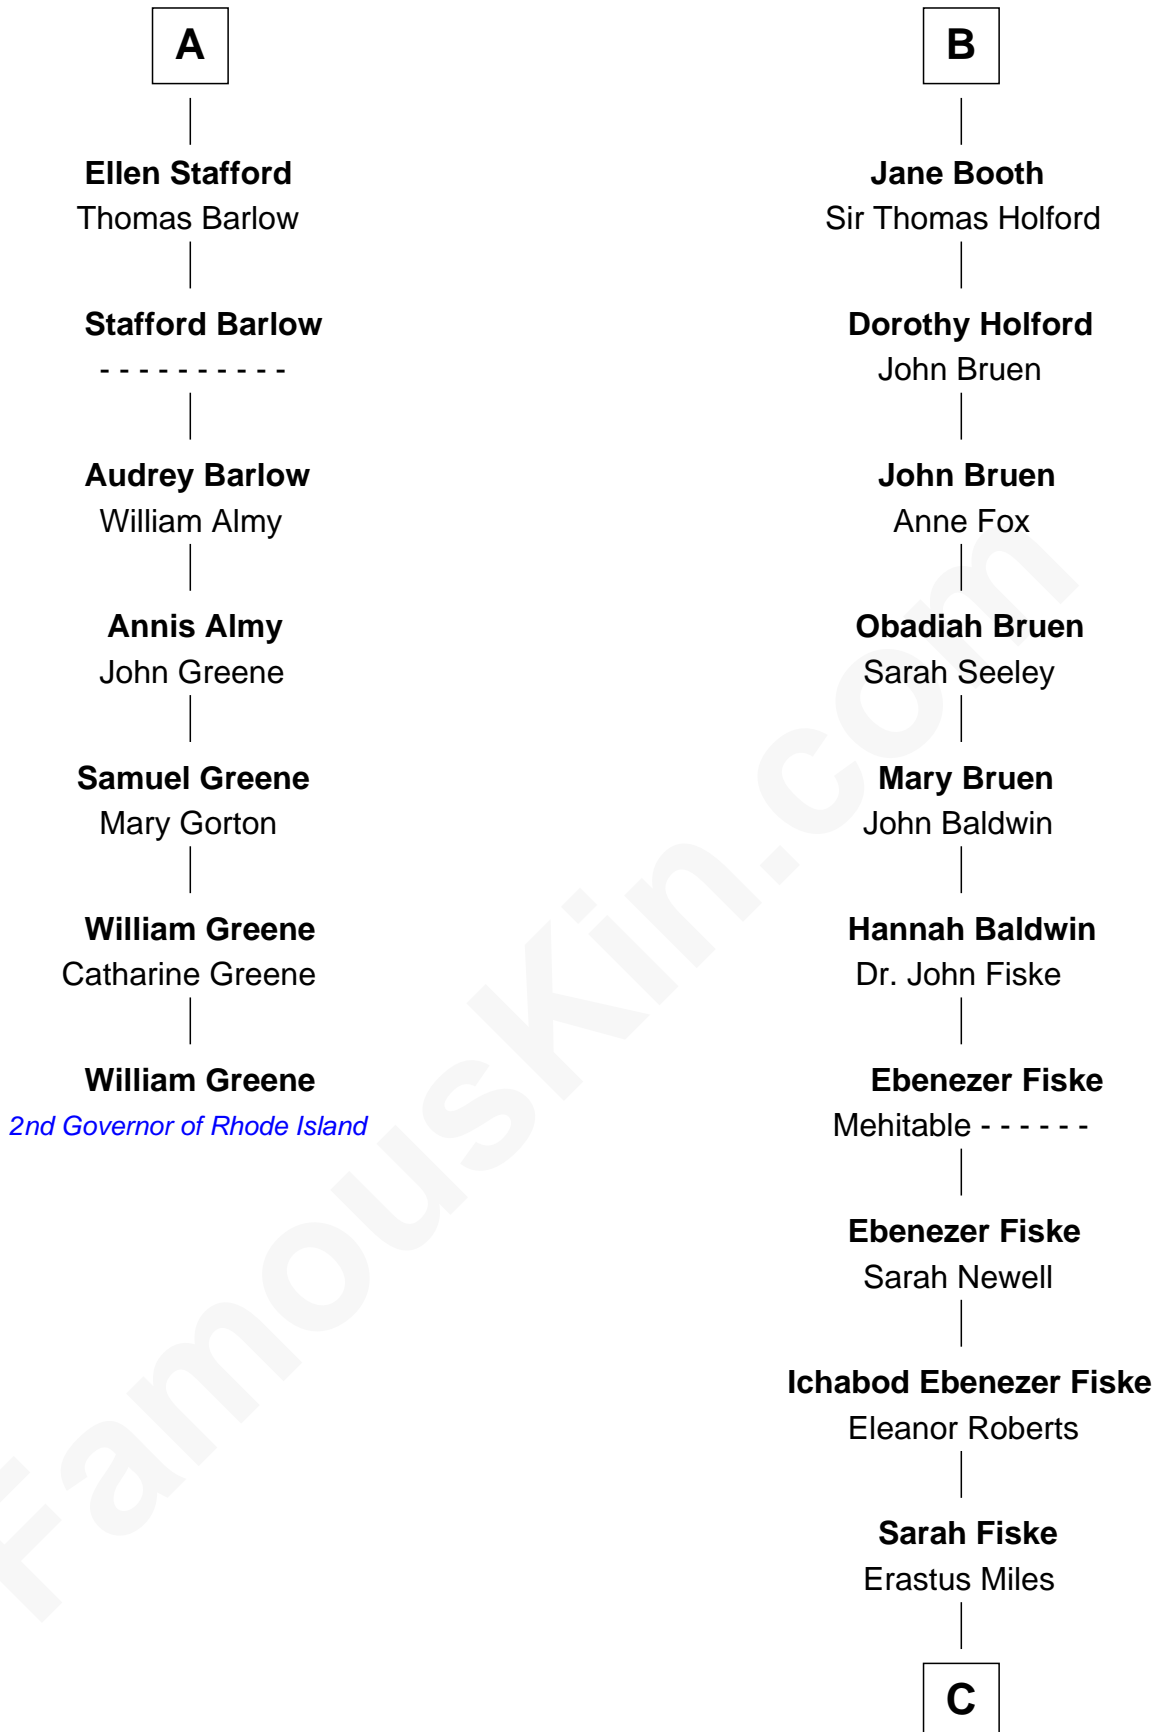 A
Ellen Stafford
Thomas Barlow
Stafford Barlow
- - - - - - - - - -
Audrey Barlow
William Almy
Annis Almy
John Greene
Samuel Greene
Mary Gorton
William Greene
Catharine Greene
William Greene
2nd Governor of Rhode Island
B
Jane Booth
Sir Thomas Holford
Dorothy Holford
John Bruen
John Bruen
Anne Fox
Obadiah Bruen
Sarah Seeley
Mary Bruen
John Baldwin
Hannah Baldwin
Dr. John Fiske
Ebenezer Fiske
Mehitable - - - - - -
Ebenezer Fiske
Sarah Newell
Ichabod Ebenezer Fiske
Eleanor Roberts
Sarah Fiske
Erastus Miles
C
FamousKin.com